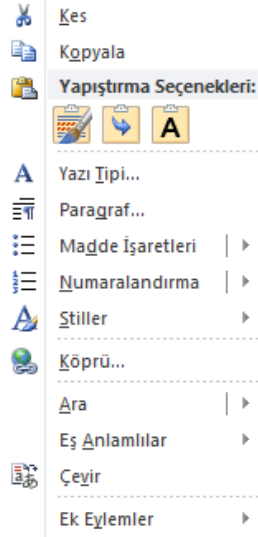 Kes
Kopyala
Yapıştırma Seçenekleri:
A
Yazı Tipi...
Paragraf...
Madde İşaretleri
Numaralandırma
Stiller
Köprü...
Ara
Eş Anlamlılar
Çevir
Ek Eylemler